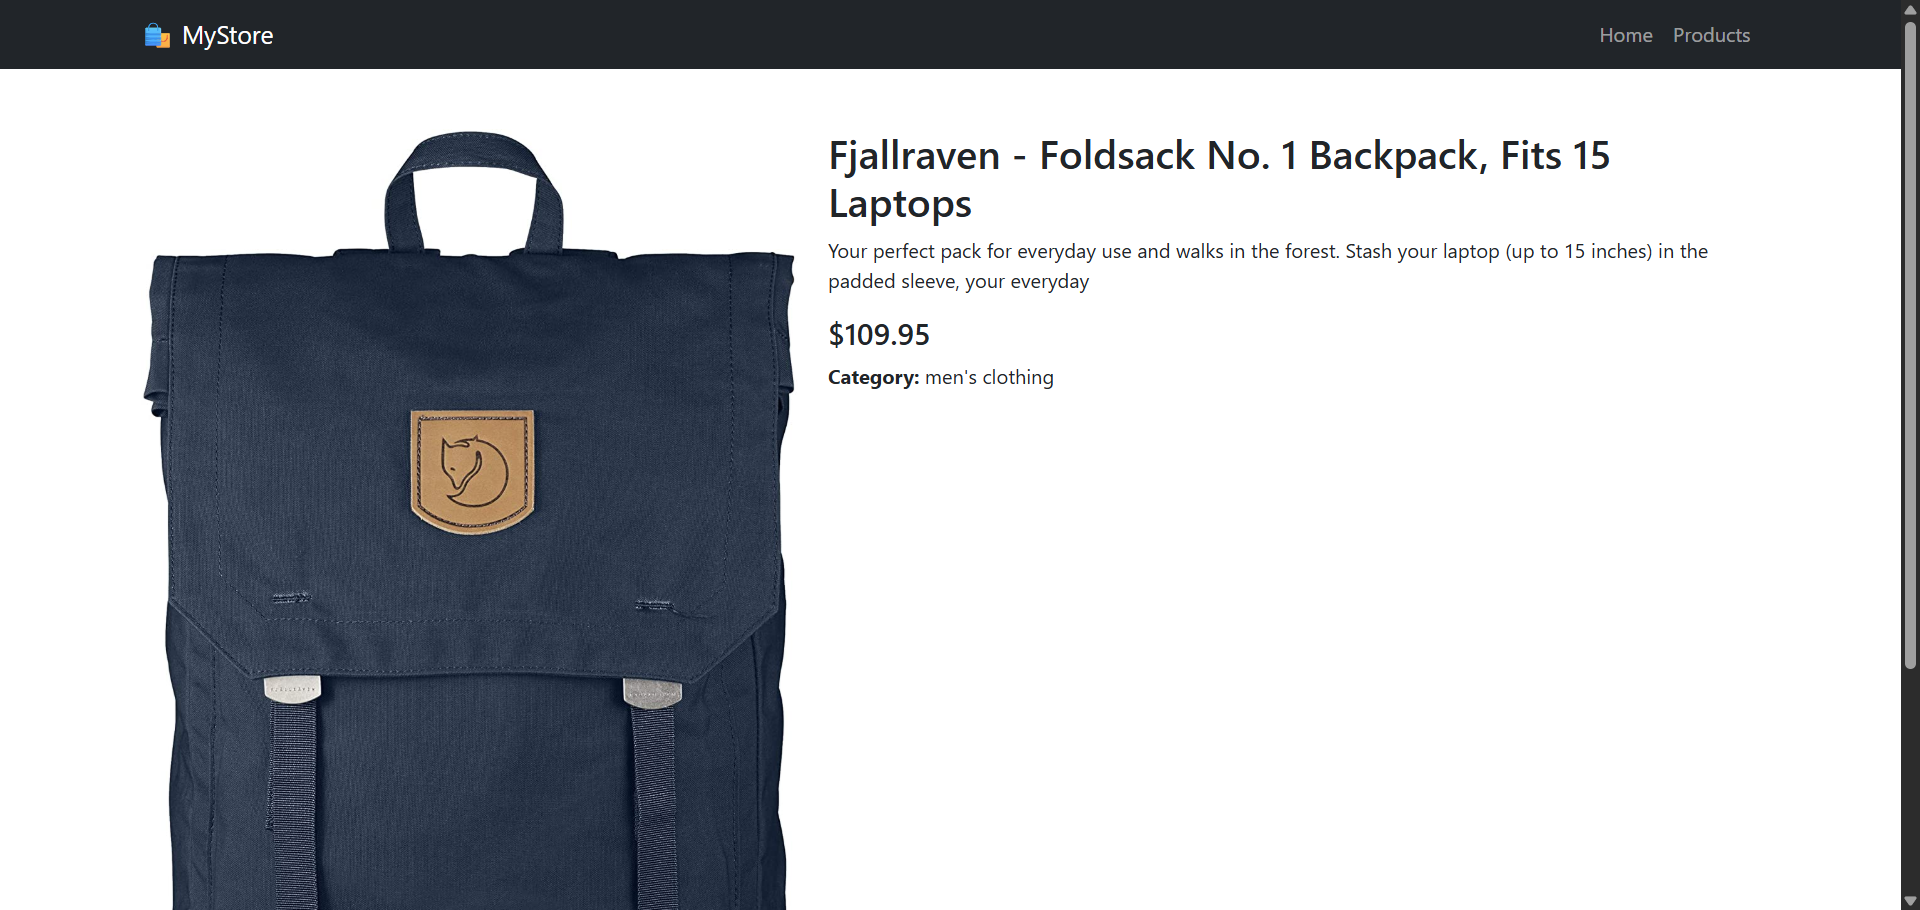 MyStore
Home Products
Fjallraven - Foldsack No. 1 Backpack, Fits 15
Laptops
Your perfect pack for everyday use and walks in the forest. Stash your laptop (up to 15 inches) in the
padded sleeve, your everyday
$109.95
Category: men's clothing